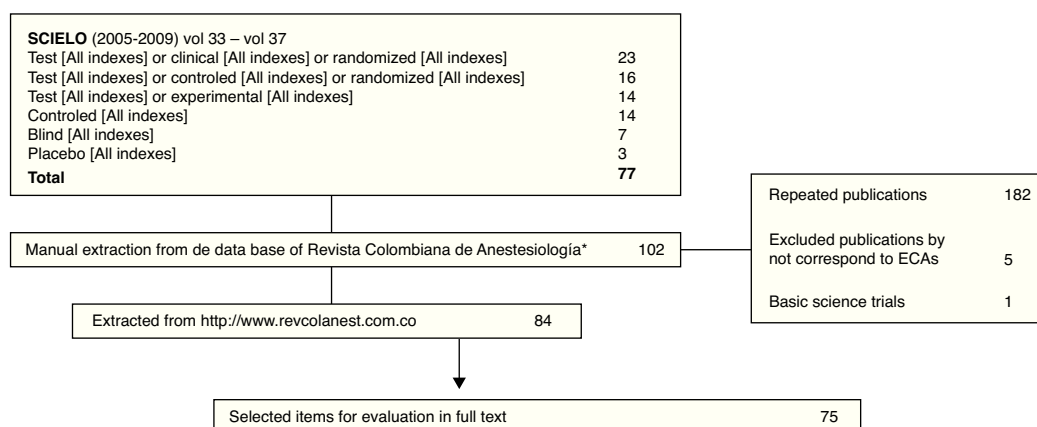 SCIELO (2005-2009) vol 33 – vol 37
Test [All indexes] or clinical [All indexes] or randomized [All indexes] 23
Test [All indexes] or controled [All indexes] or randomized [All indexes] 16
Test [All indexes] or experimental [All indexes] 14
Controled [All indexes] 14
Blind [All indexes] 7
Placebo [All indexes] 3
Total 77
Manual extraction from de data base of Revista Colombiana de Anestesiología* 102
Repeated publications 182
Excluded publications by
not correspond to ECAs 5
Basic science trials 1
Extracted from http://www.revcolanest.com.co 84
Selected items for evaluation in full text 75